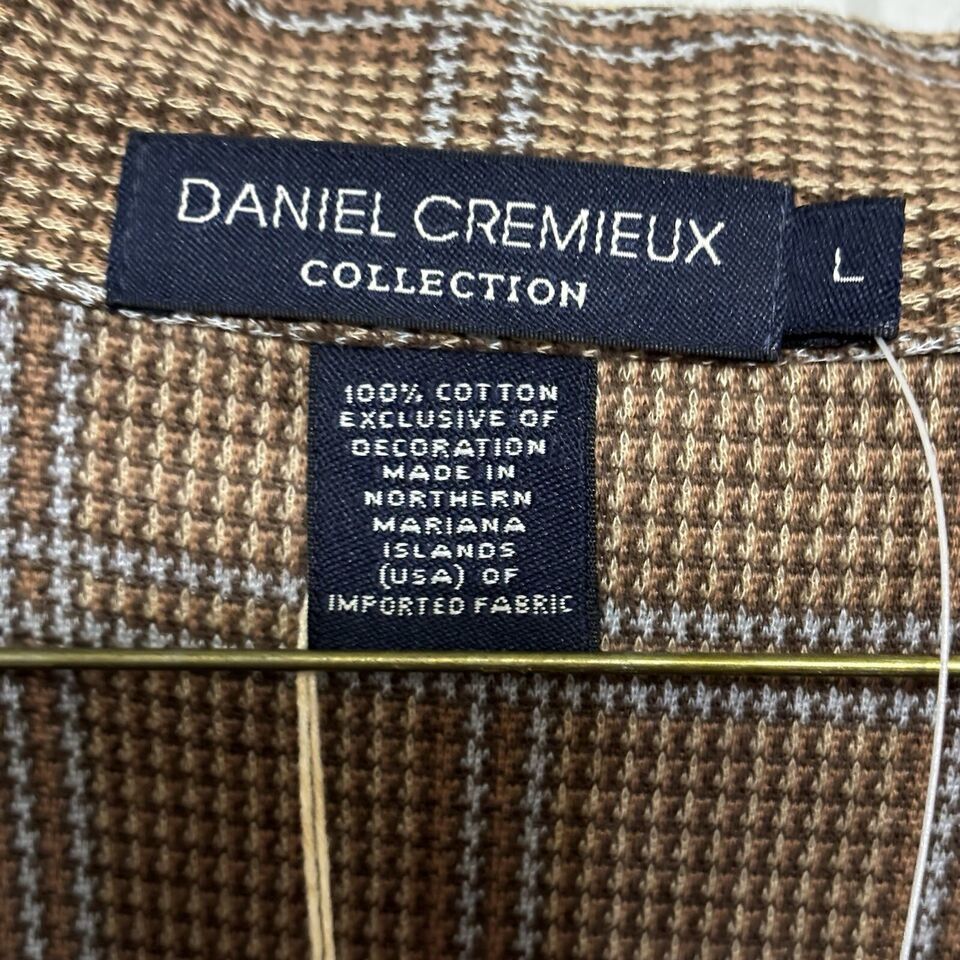 DANIEL CREMIEUX
COLLECTION
L
100% COTTON
EXCLUSIVE OF
DECORATION
MADE IN
NORTHERN
MARIANA
ISLANDS
(USA) OF
IMPORTED FABRIC